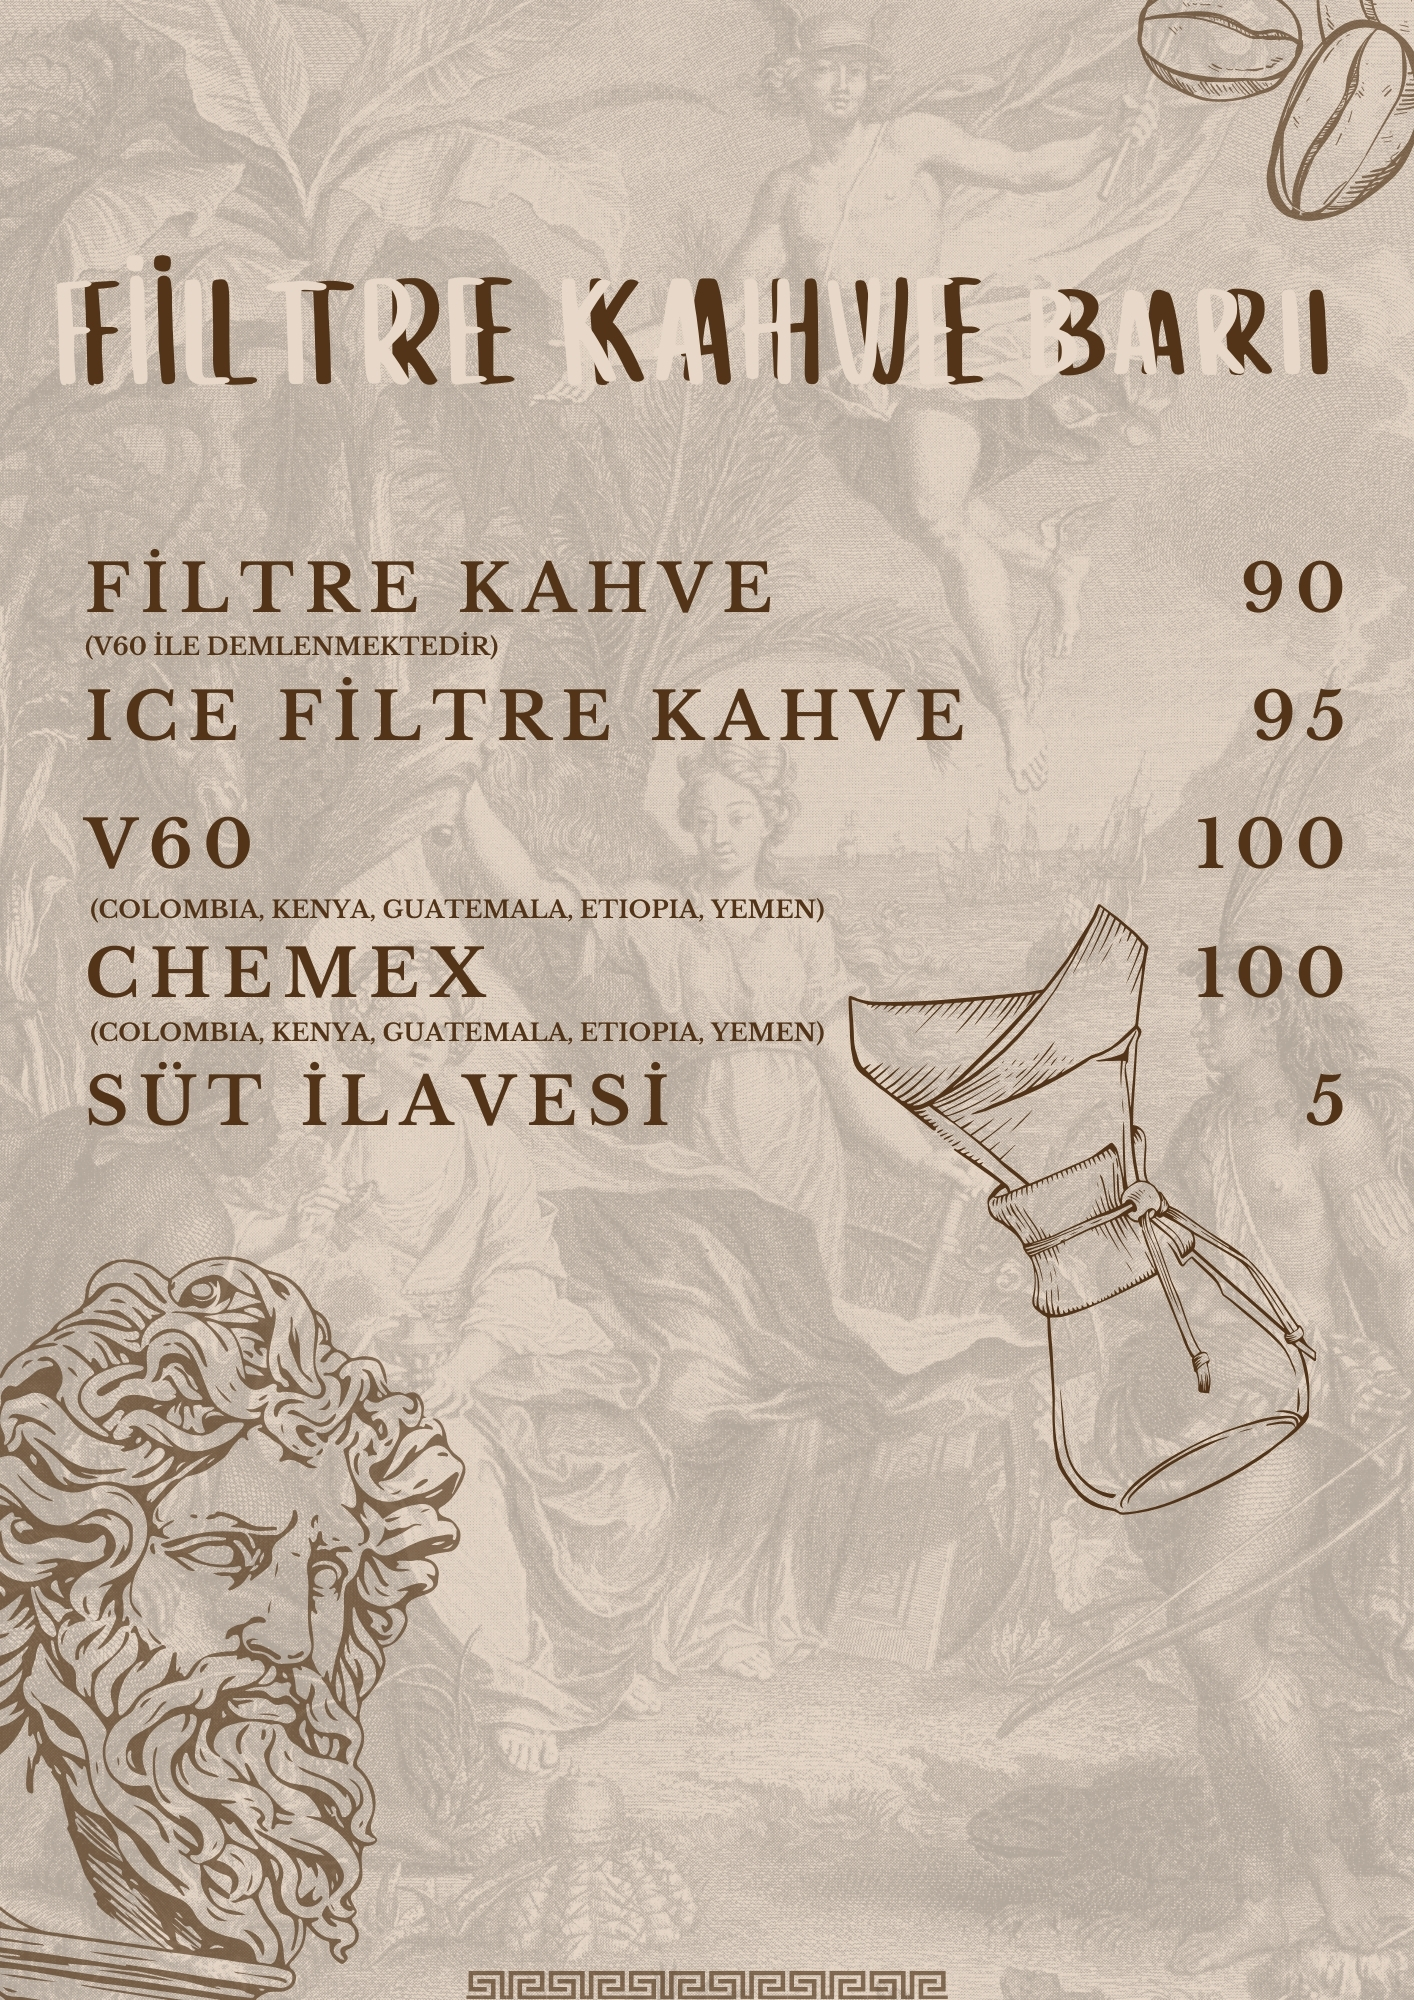 FİLTRE KAHVE BARI
FİLTRE KAHVE 90
(V60 İLE DEMLENMEKTEDİR)
ICE FİLTRE KAHVE 95
V60 100
(COLOMBIA, KENYA, GUATEMALA, ETIOPIA, YEMEN)
CHEMEX 100
(COLOMBIA, KENYA, GUATEMALA, ETIOPIA, YEMEN)
SÜT İLAVESİ 5